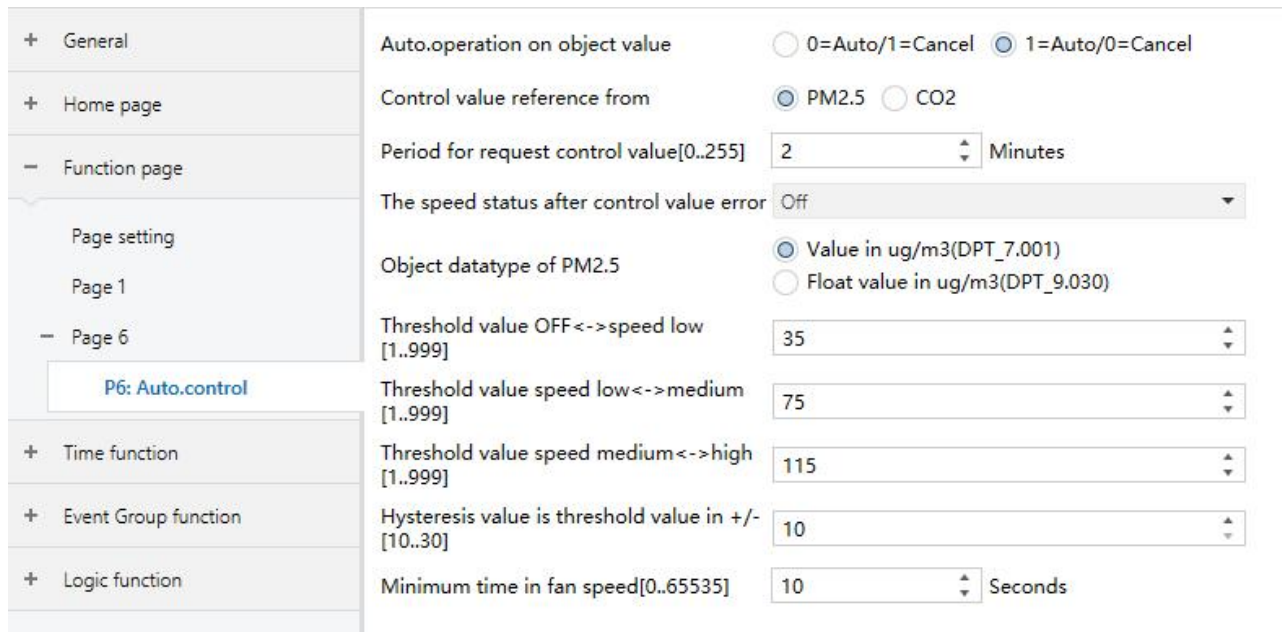 General
Home page
Function page
Page setting
Page 1
Page 6
P6: Auto.control
Time function
Event Group function
Logic function
Auto.operation on object value 0=Auto/1=Cancel 1=Auto/0=Cancel
Control value reference from PM2.5 CO2
Period for request control value[0..255] 2 Minutes
The speed status after control value error Off
Object datatype of PM2.5 Value in ug/m3(DPT_7.001)
Float value in ug/m3(DPT_9.030)
Threshold value OFF<->speed low
[1..999] 35
Threshold value speed low<->medium
[1..999] 75
Threshold value speed medium<->high
[1..999] 115
Hysteresis value is threshold value in +/-
[10..30] 10
Minimum time in fan speed[0..65535] 10 Seconds